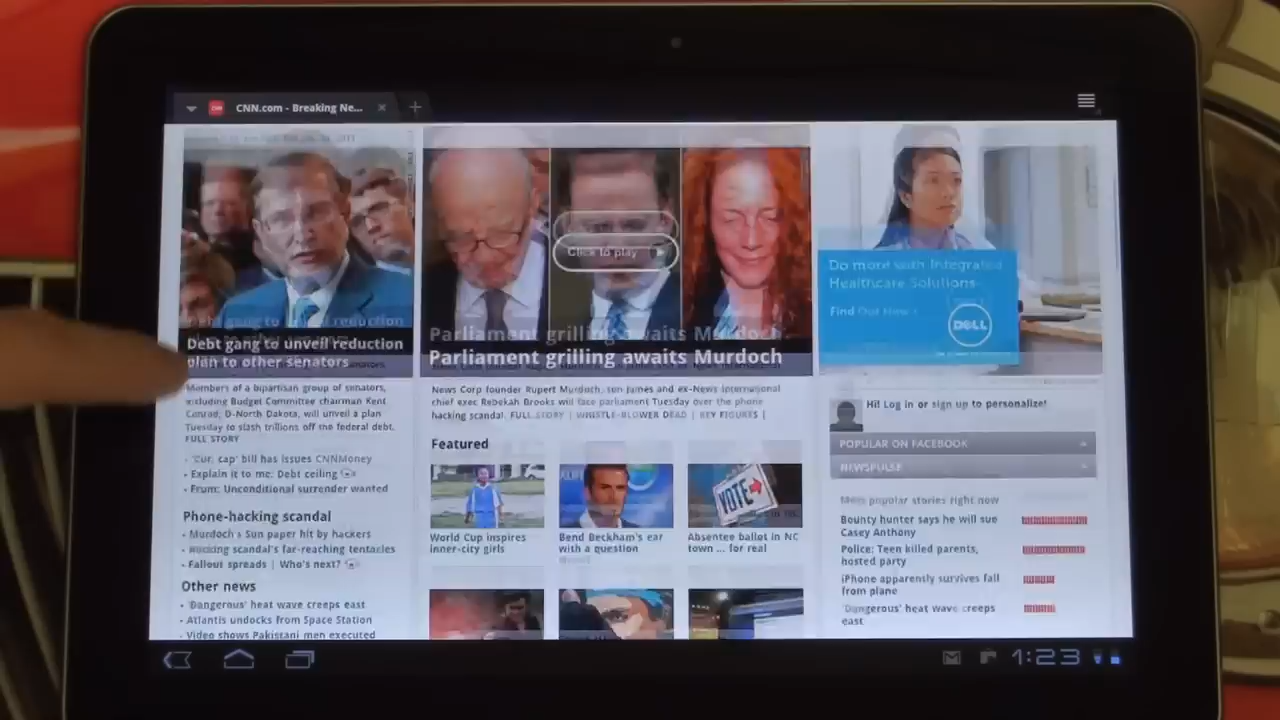 CNN.com - Breaking Ne...
Debt gang to unveil reduction
plan to other senators
Members of a bipartisan group of senators,
including Budget Committee chairman Kent
Conrad, D-North Dakota, will unveil a plan
Tuesday to slash trillions off the federal debt.
FULL STORY
'Cut, cap' bill has issues CNNMoney
Explain it to me: Debt ceiling
Frum: Unconditional surrender wanted
Phone-hacking scandal
Murdoch's Sun paper hit by hackers
Hacking scandal's far-reaching tentacles
Fallout spreads | Who's next?
Other news
'Dangerous' heat wave creeps east
Atlantis undocks from Space Station
Video shows Pakistani men executed
Click to play
Parliament grilling awaits Murdoch
Parliament grilling awaits Murdoch
News Corp founder Rupert Murdoch, son James and ex-News International
chief exec Rebekah Brooks will face parliament Tuesday over the phone
hacking scandal. FULL STORY | WHISTLE-BLOWER DEAD | KEY FIGURES |
Featured
VOTE
World Cup inspires
inner-city girls
Bend Beckham's ear
with a question
Absentee ballot in NC
town ... for real
Do more with Integrated
Healthcare Solutions
Find Out How
DELL
Hi! Log in or sign up to personalize!
POPULAR ON FACEBOOK
NEWSPULSE
Most popular stories right now
Bounty hunter says he will sue
Casey Anthony
Police: Teen killed parents,
hosted party
iPhone apparently survives fall
from plane
'Dangerous' heat wave creeps
east
1:23